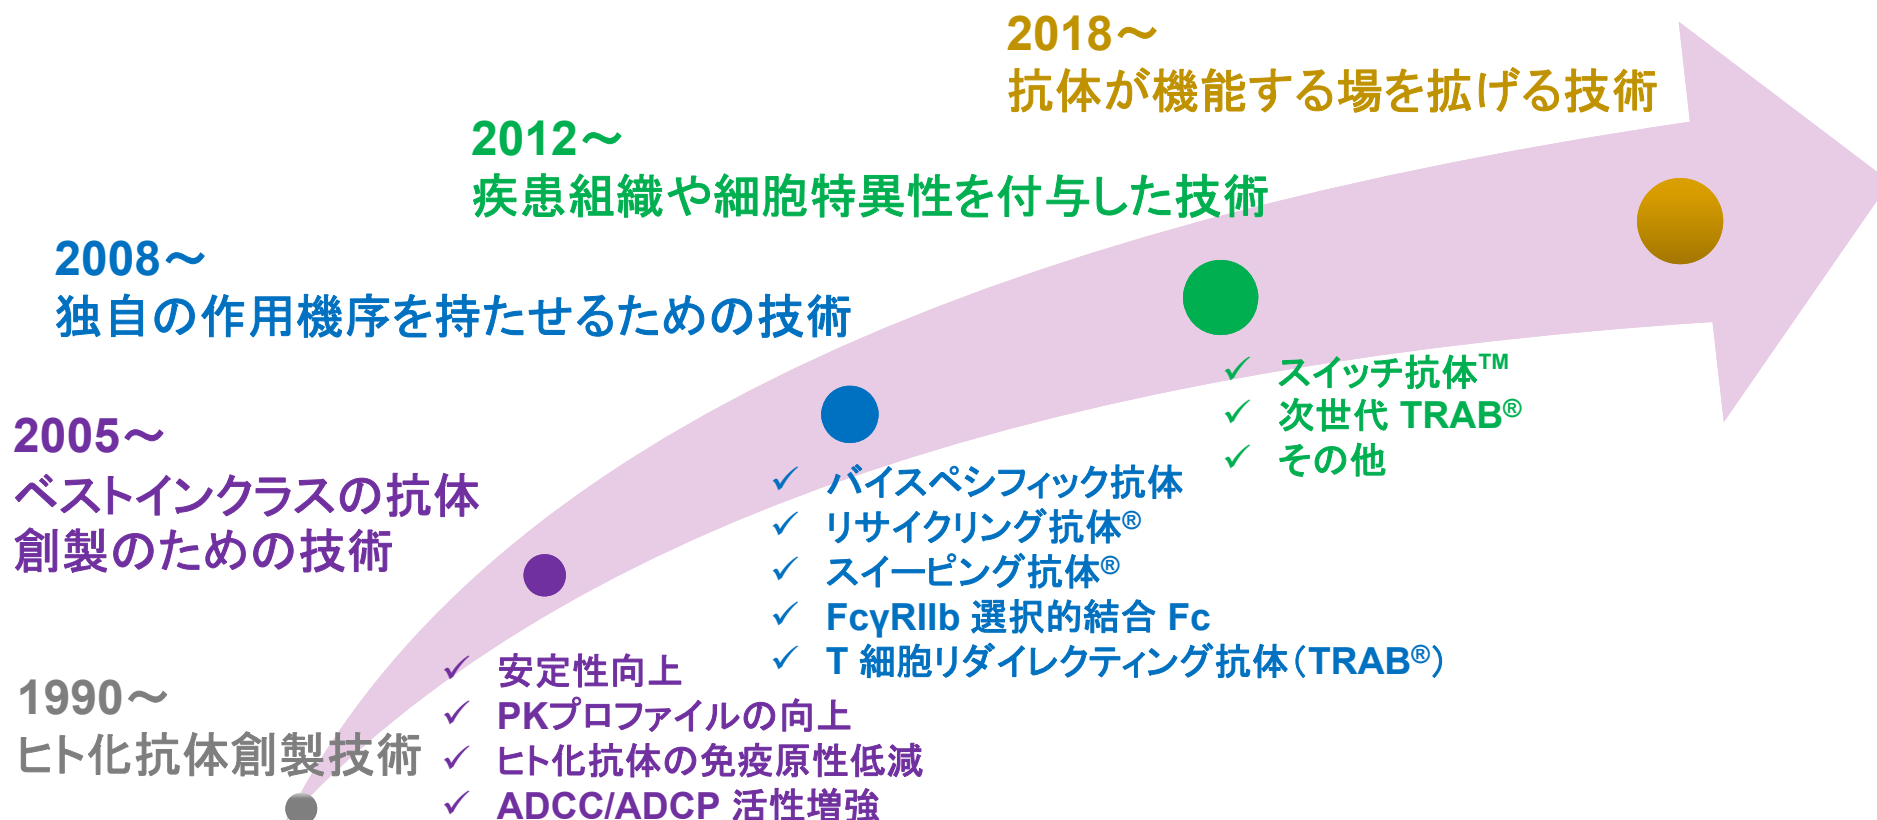 2018～
抗体が機能する場を拡げる技術
2012～
疾患組織や細胞特異性を付与した技術
2008～
独自の作用機序を持たせるための技術
2005～
ベストインクラスの抗体
創製のための技術
1990～
ヒト化抗体創製技術
✓ スイッチ抗体™
✓ 次世代 TRAB®
✓ その他
✓ バイスペシフィック抗体
✓ リサイクリング抗体®
✓ スイーピング抗体®
✓ FcγRIIb 選択的結合 Fc
✓ T 細胞リダイレクティング抗体（TRAB®）
✓ 安定性向上
✓ PKプロファイルの向上
✓ ヒト化抗体の免疫原性低減
✓ ADCC/ADCP 活性増強